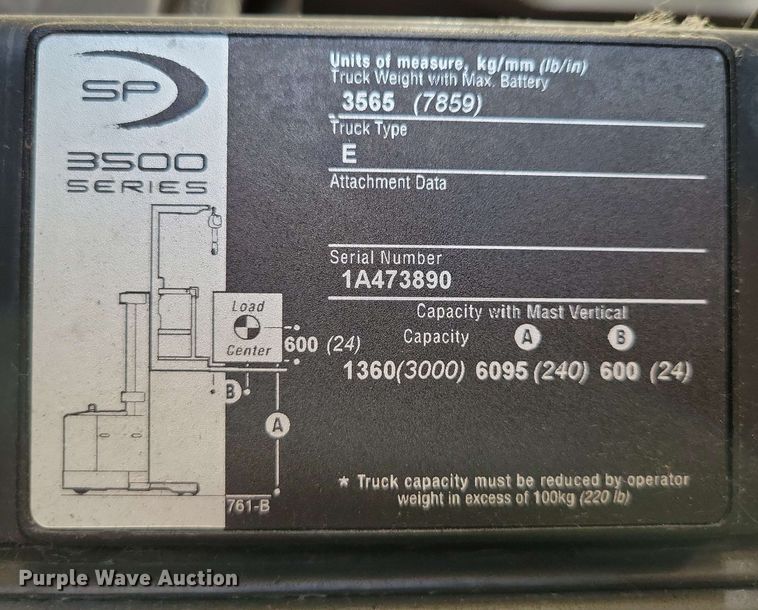 SP
3500
SERIES
Units of measure, kg/mm (lb/in)
Truck Weight with Max. Battery
3565 (7859)
Truck Type
E
Attachment Data
Serial Number
1A473890
Capacity with Mast Vertical
Capacity A B
1360(3000) 6095(240) 600 (24)
Load
Center
600 (24)
B
A
761-B
* Truck capacity must be reduced by operator
weight in excess of 100kg (220 lb)
Purple Wave Auction